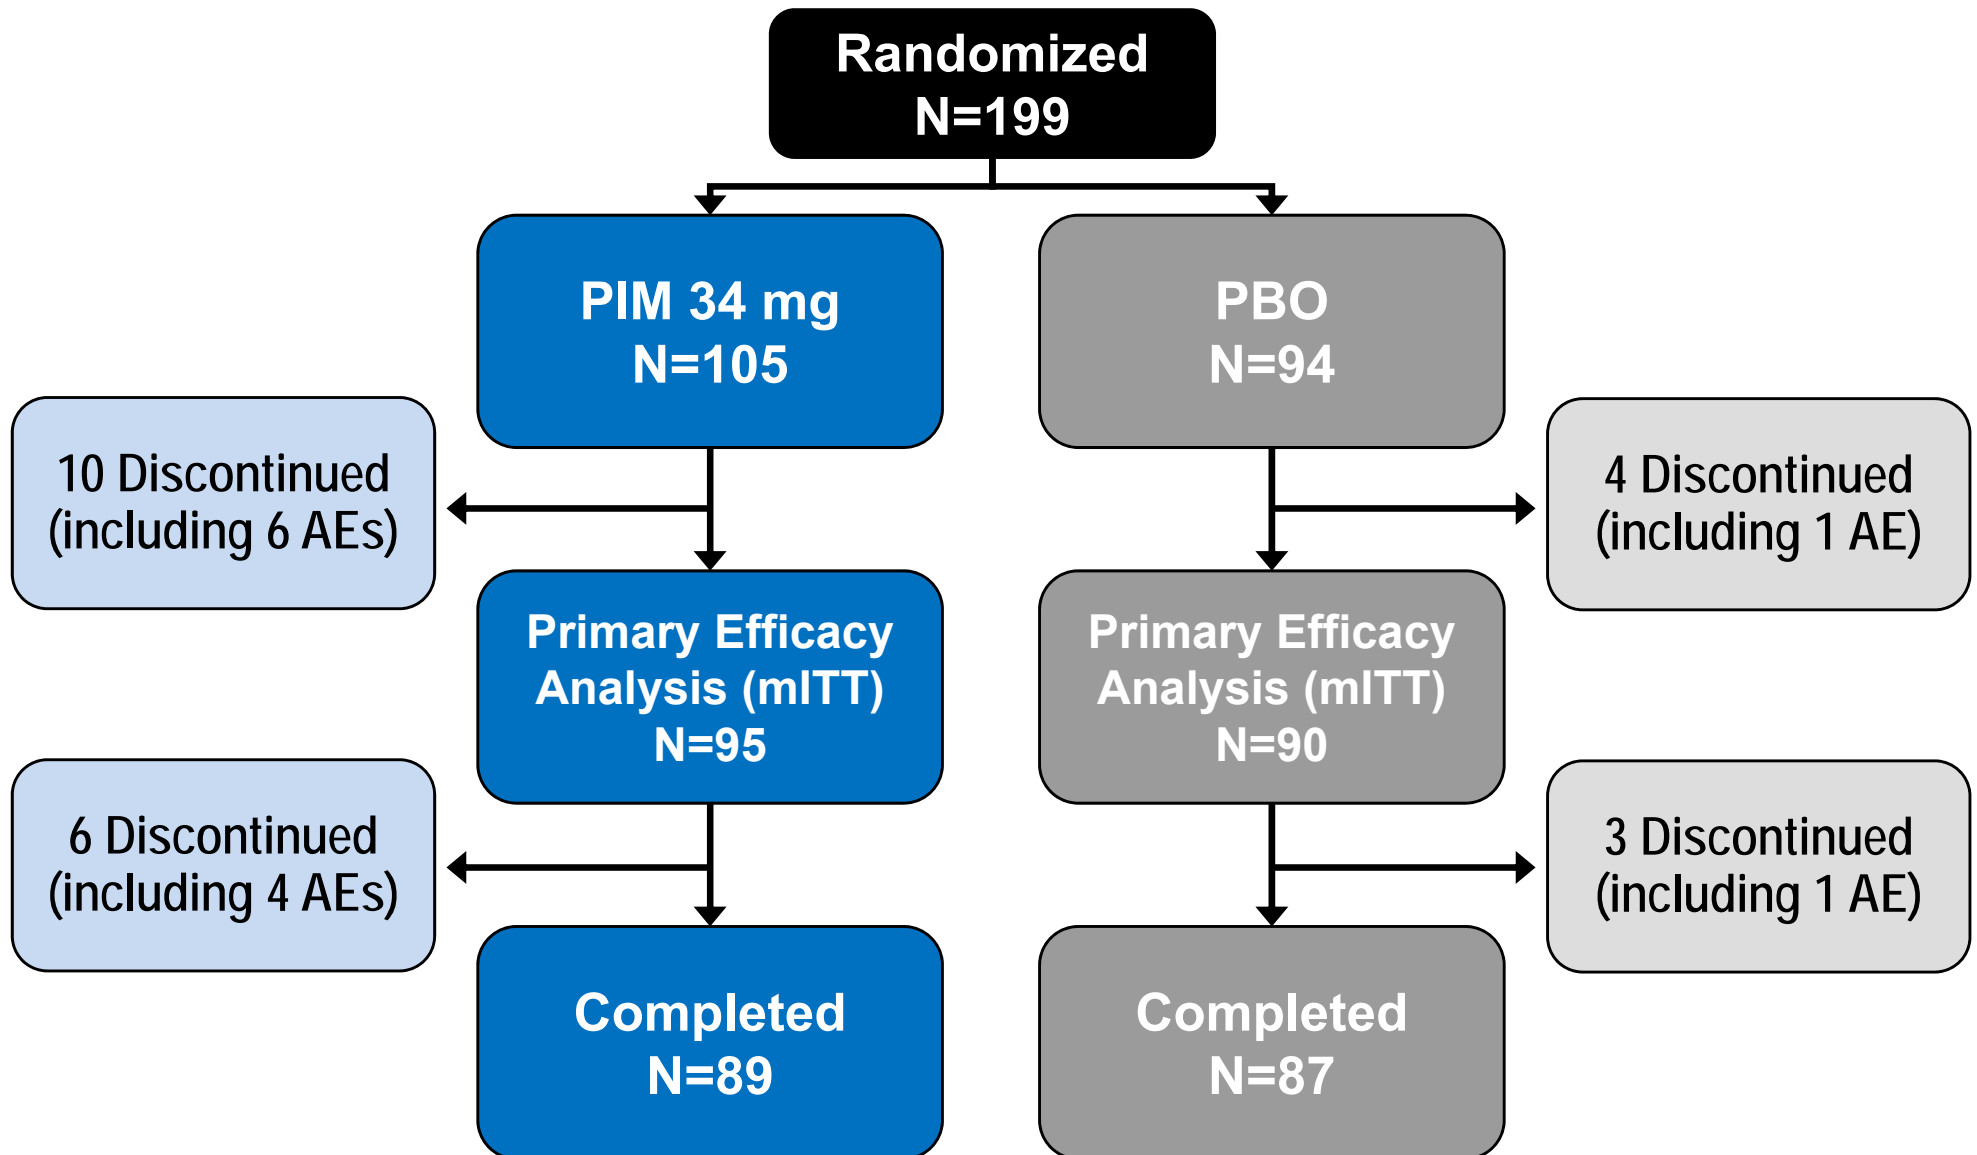 Randomized
N=199
PIM 34 mg
N=105
PBO
N=94
10 Discontinued
(including 6 AEs)
4 Discontinued
(including 1 AE)
Primary Efficacy
Analysis (mITT)
N=95
Primary Efficacy
Analysis (mITT)
N=90
6 Discontinued
(including 4 AEs)
3 Discontinued
(including 1 AE)
Completed
N=89
Completed
N=87